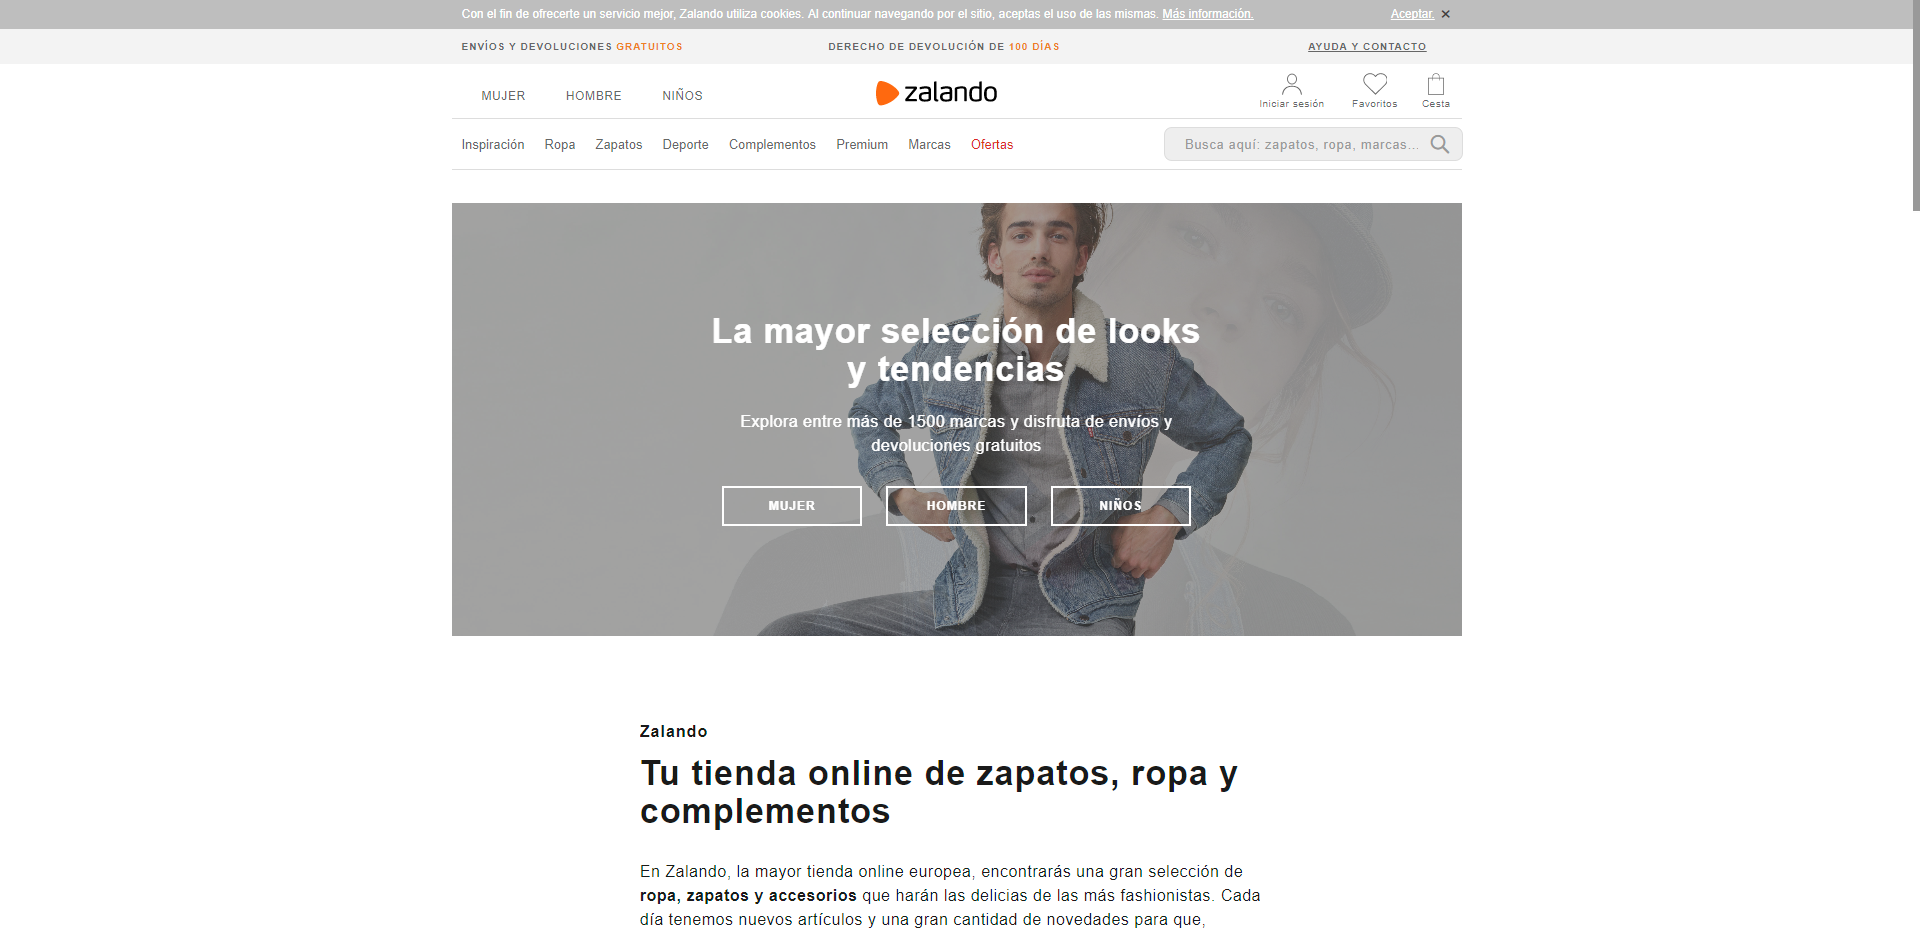 Con el fin de ofrecerte un servicio mejor, Zalando utiliza cookies. Al continuar navegando por el sitio, aceptas el uso de las mismas. Más información. Aceptar. ×
ENVÍOS Y DEVOLUCIONES GRATUITOS DERECHO DE DEVOLUCIÓN DE 100 DÍAS AYUDA Y CONTACTO
MUJER HOMBRE NIÑOS zalando
Iniciar sesión Favoritos Cesta
Inspiración Ropa Zapatos Deporte Complementos Premium Marcas Ofertas Busca aquí: zapatos, ropa, marcas...
La mayor selección de looks
y tendencias
Explora entre más de 1500 marcas y disfruta de envíos y
devoluciones gratuitos
MUJER HOMBRE NIÑOS
Zalando
Tu tienda online de zapatos, ropa y
complementos
En Zalando, la mayor tienda online europea, encontrarás una gran selección de
ropa, zapatos y accesorios que harán las delicias de las más fashionistas. Cada
día tenemos nuevos artículos y una gran cantidad de novedades para que,